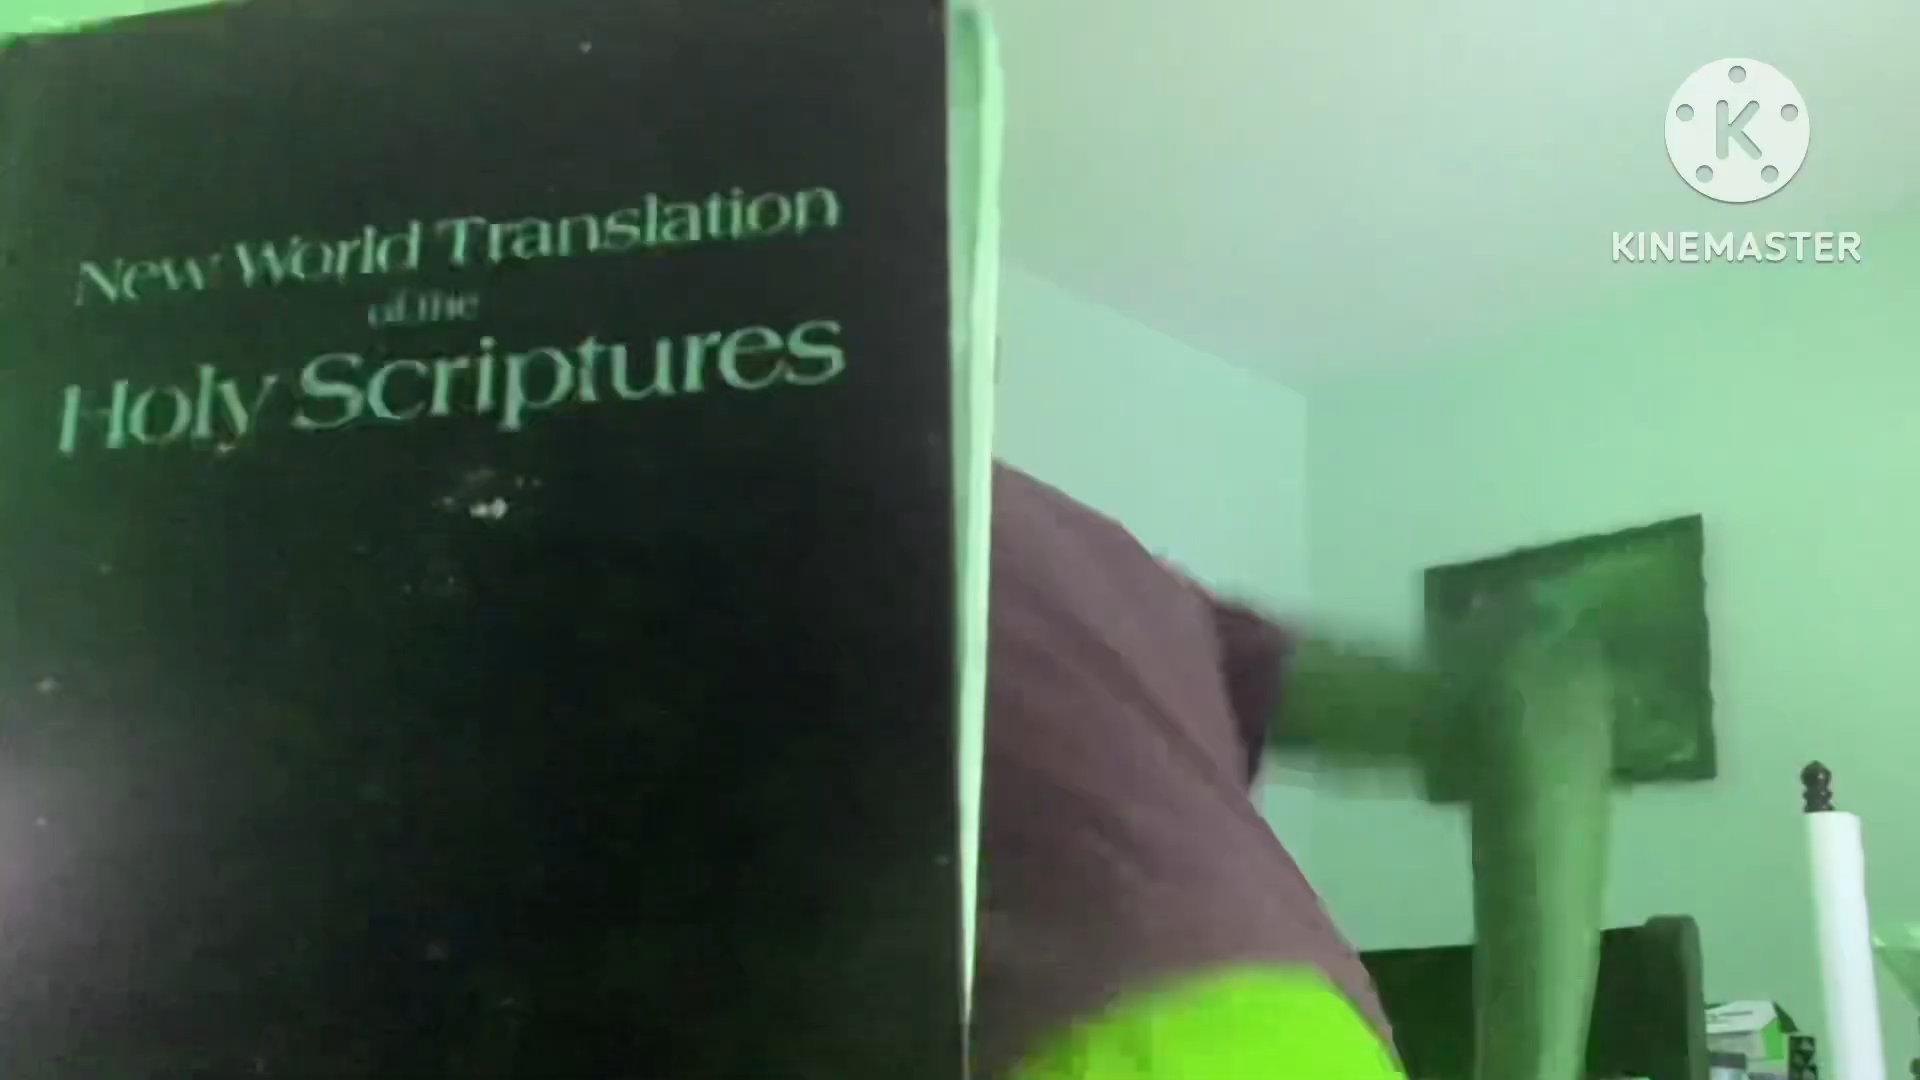 New World Translation
of the
Holy Scriptures
K
KINEMASTER